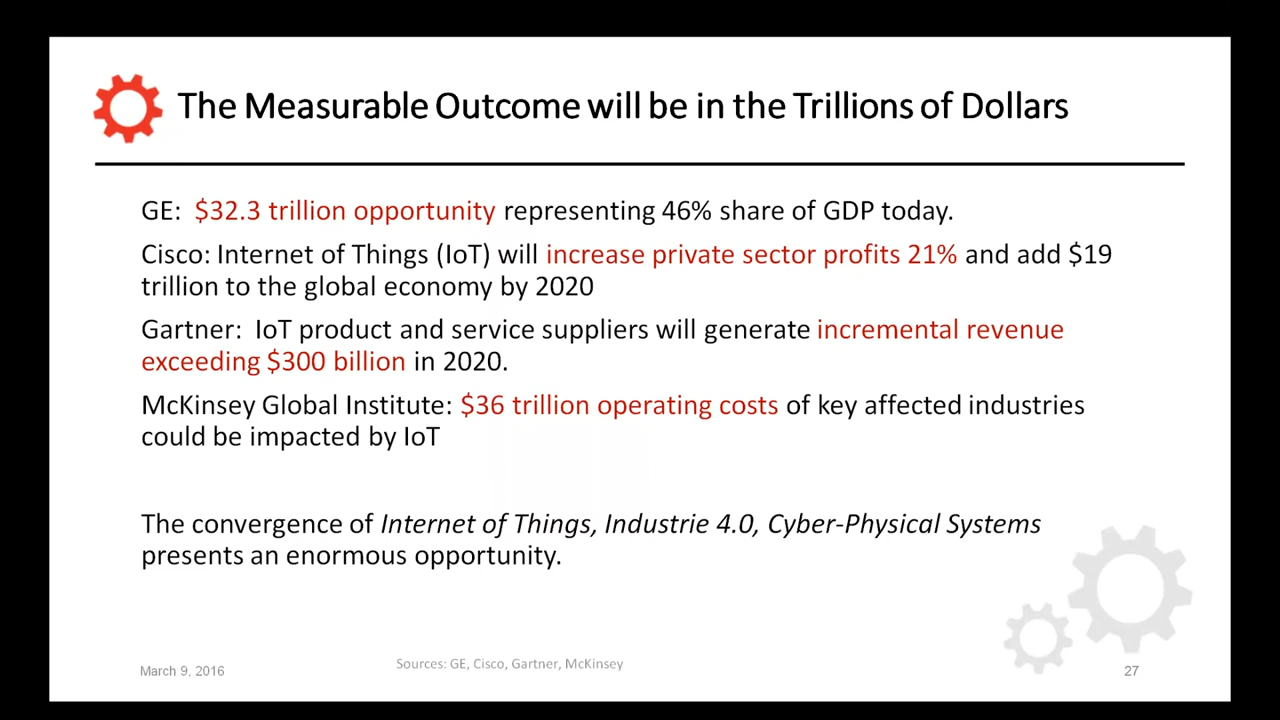 The Measurable Outcome will be in the Trillions of Dollars
GE: $32.3 trillion opportunity representing 46% share of GDP today.
Cisco: Internet of Things (IoT) will increase private sector profits 21% and add $19
trillion to the global economy by 2020
Gartner: IoT product and service suppliers will generate incremental revenue
exceeding $300 billion in 2020.
McKinsey Global Institute: $36 trillion operating costs of key affected industries
could be impacted by IoT
The convergence of Internet of Things, Industrie 4.0, Cyber-Physical Systems
presents an enormous opportunity.
March 9, 2016
Sources: GE, Cisco, Gartner, McKinsey
27